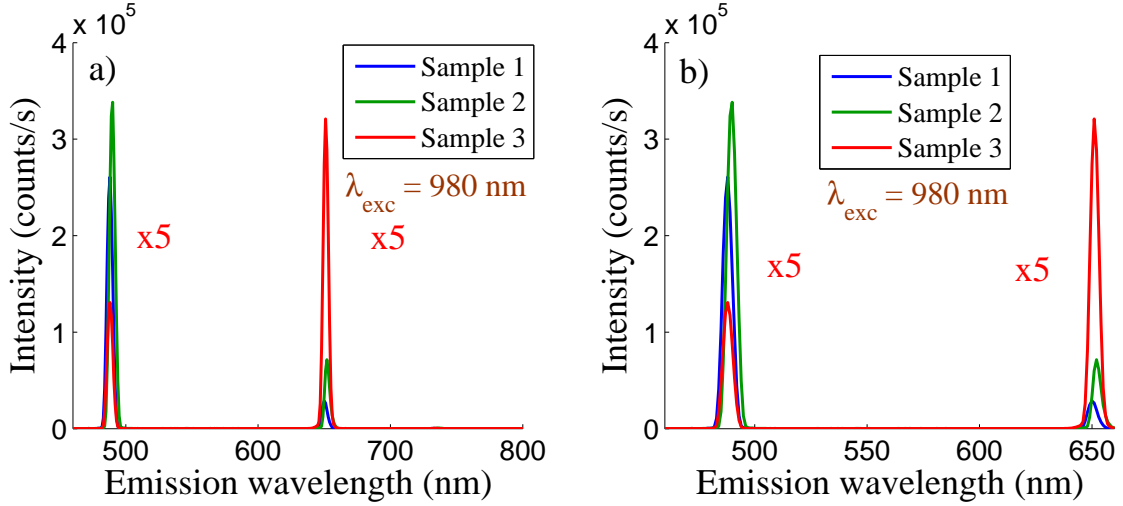 x 10^5
4
3
2
1
0
Intensity (counts/s)
a)
Sample 1
Sample 2
Sample 3
λ_exc = 980 nm
x5
x5
500
600
700
800
Emission wavelength (nm)
x 10^5
4
3
2
1
0
Intensity (counts/s)
b)
Sample 1
Sample 2
Sample 3
λ_exc = 980 nm
x5
x5
500
550
600
650
Emission wavelength (nm)